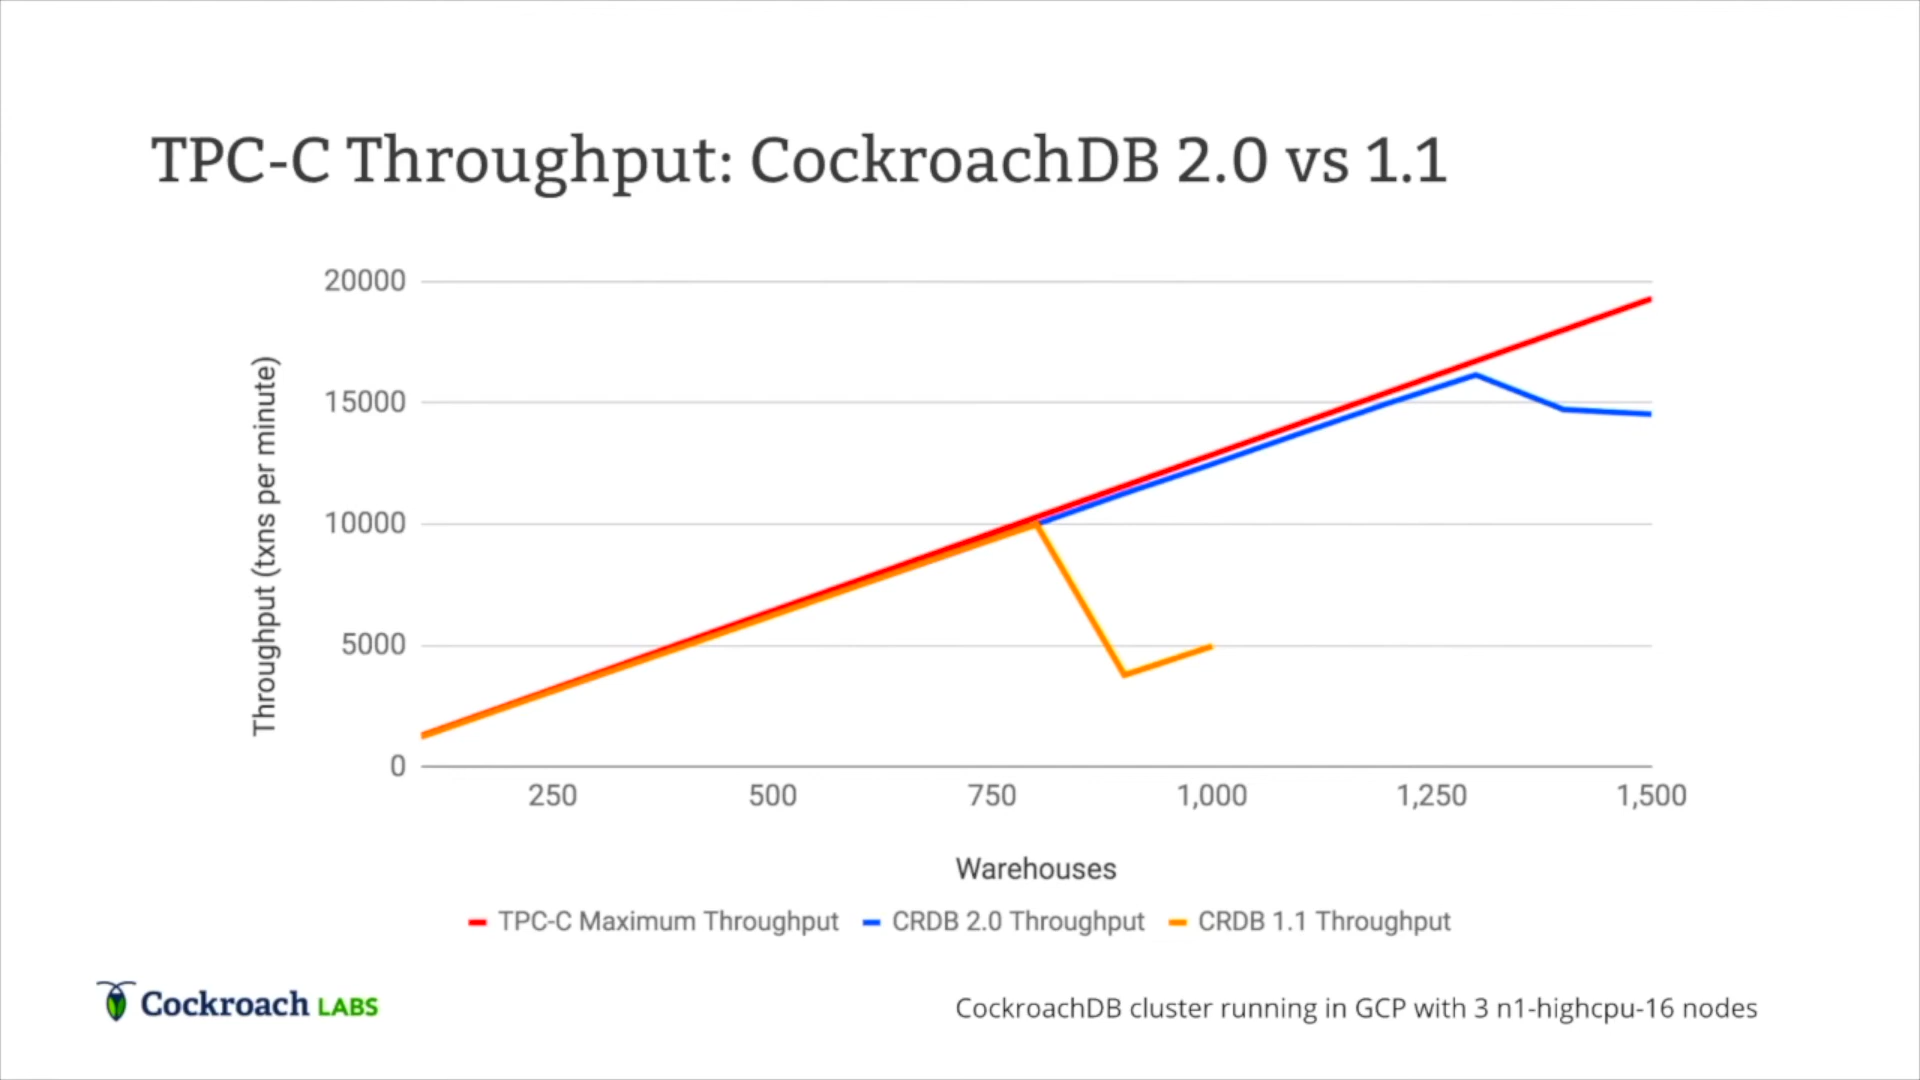 TPC-C Throughput: CockroachDB 2.0 vs 1.1
20000
15000
10000
5000
0
Throughput (txns per minute)
250 500 750 1,000 1,250 1,500
Warehouses
TPC-C Maximum Throughput CRDB 2.0 Throughput CRDB 1.1 Throughput
Cockroach LABS
CockroachDB cluster running in GCP with 3 n1-highcpu-16 nodes